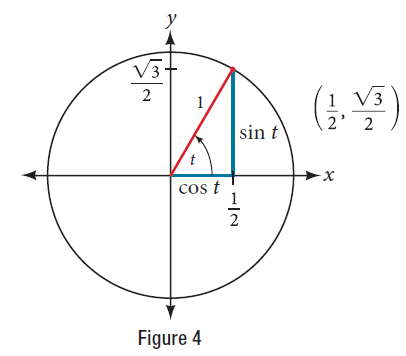 y
√3/2
1
(1/2, √3/2)
sin t
t
x
cos t
1/2
Figure 4